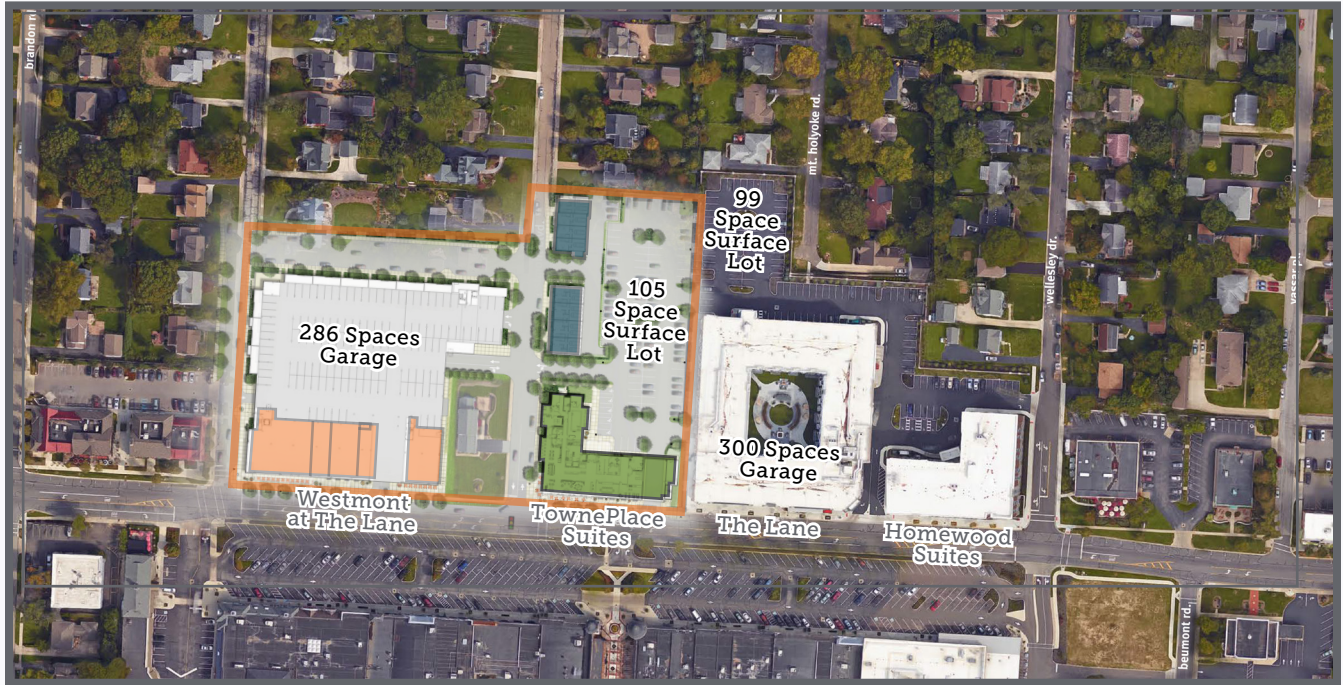 brandon
mt. holyoke rd.
99
Space
Surface
Lot
wellesley dr.
vassar pl.
105
Space
Surface
Lot
286 Spaces
Garage
300 Spaces
Garage
Westmont
at The Lane
TownePlace
Suites
The Lane
Homewood
Suites
beumont rd.